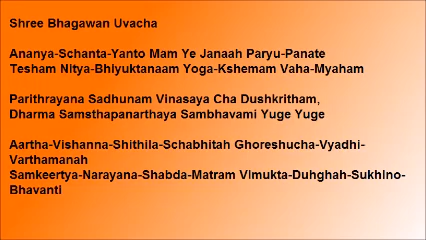 Shree Bhagawan Uvacha
Ananya-Schanta-Yanto Mam Ye Janaah Paryu-Panate
Tesham Nitya-Bhiyuktanaam Yoga-Kshemam Vaha-Myaham
Parithrayana Sadhunam Vinasaya Cha Dushkritham,
Dharma Samsthapanarthaya Sambhavami Yuge Yuge
Aartha-Vishanna-Shithila-Schabhitah Ghoreshucha-Vyadhi-
Varthamanah
Samkeertya-Narayana-Shabda-Matram Vimukta-Duhghah-Sukhino-
Bhavanti